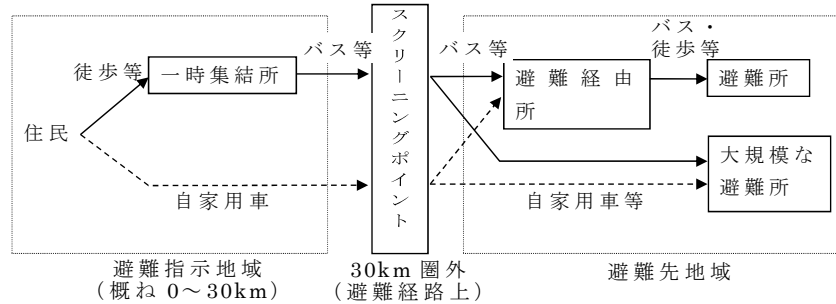 住民
徒歩等
一時集結所
バス等
自家用車
スクリーニングポイント
バス等
避難経由
所
バス・
徒歩等
避難所
大規模な
避難所
自家用車等
避難指示地域
(概ね 0～30km)
30km 圏外
(避難経路上)
避難先地域